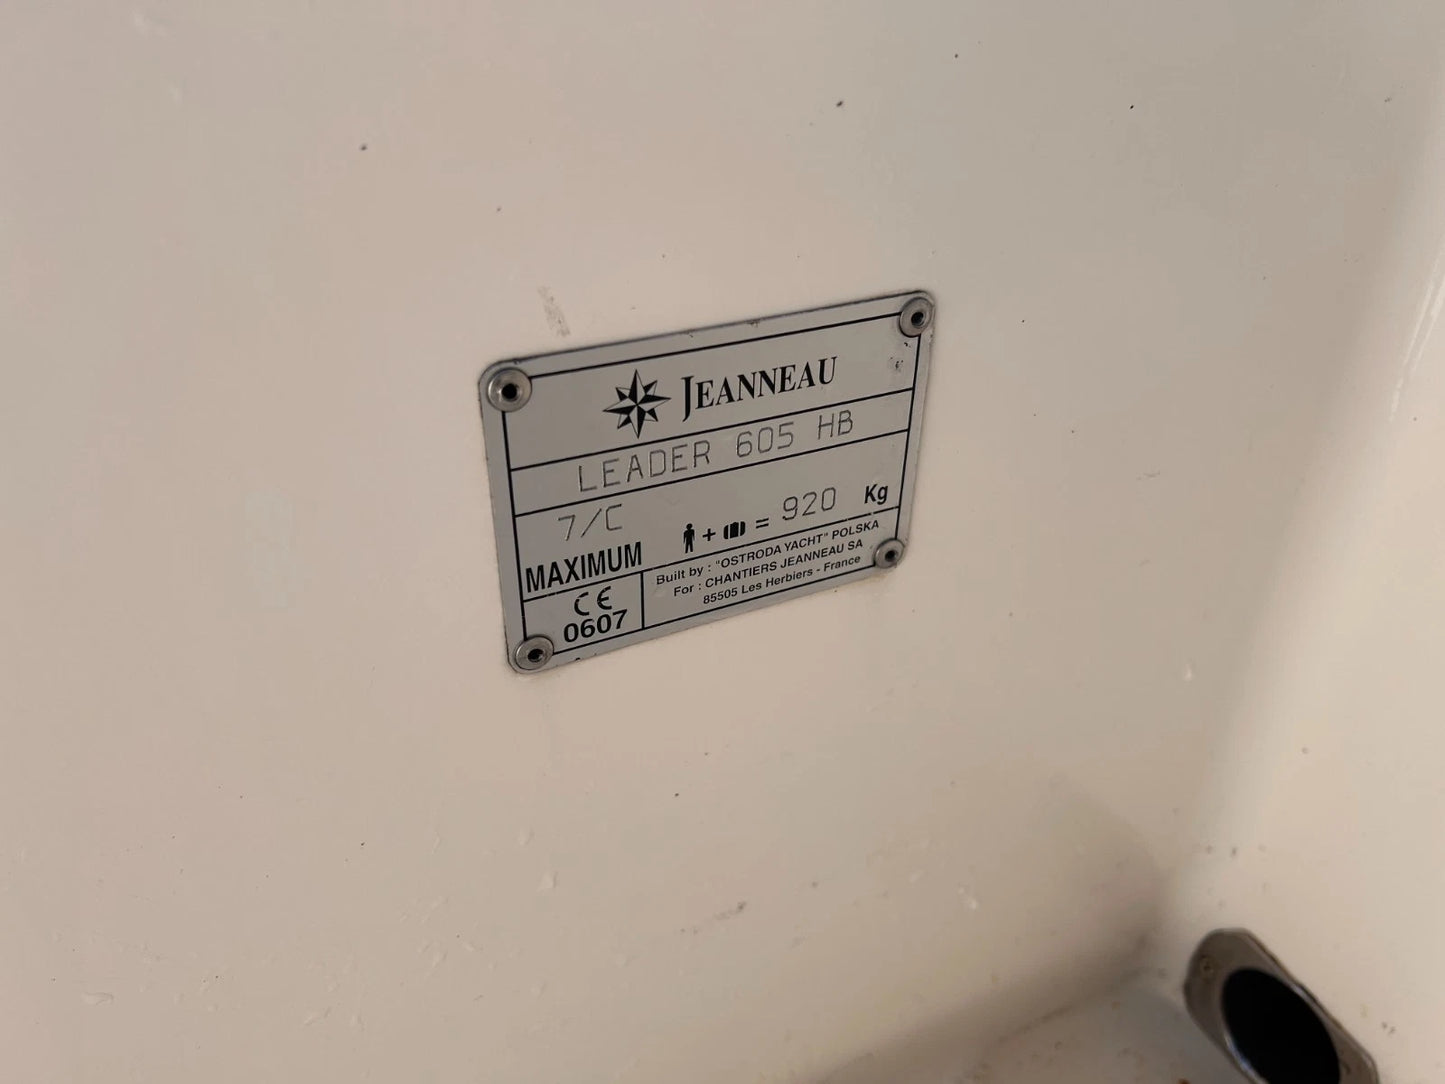 JEANNEAU
LEADER 605 HB
7/C
MAXIMUM + = 920 Kg
CE
0607
Built by : "OSTRODA YACHT" POLSKA
For : CHANTIERS JEANNEAU SA
85505 Les Herbiers - France